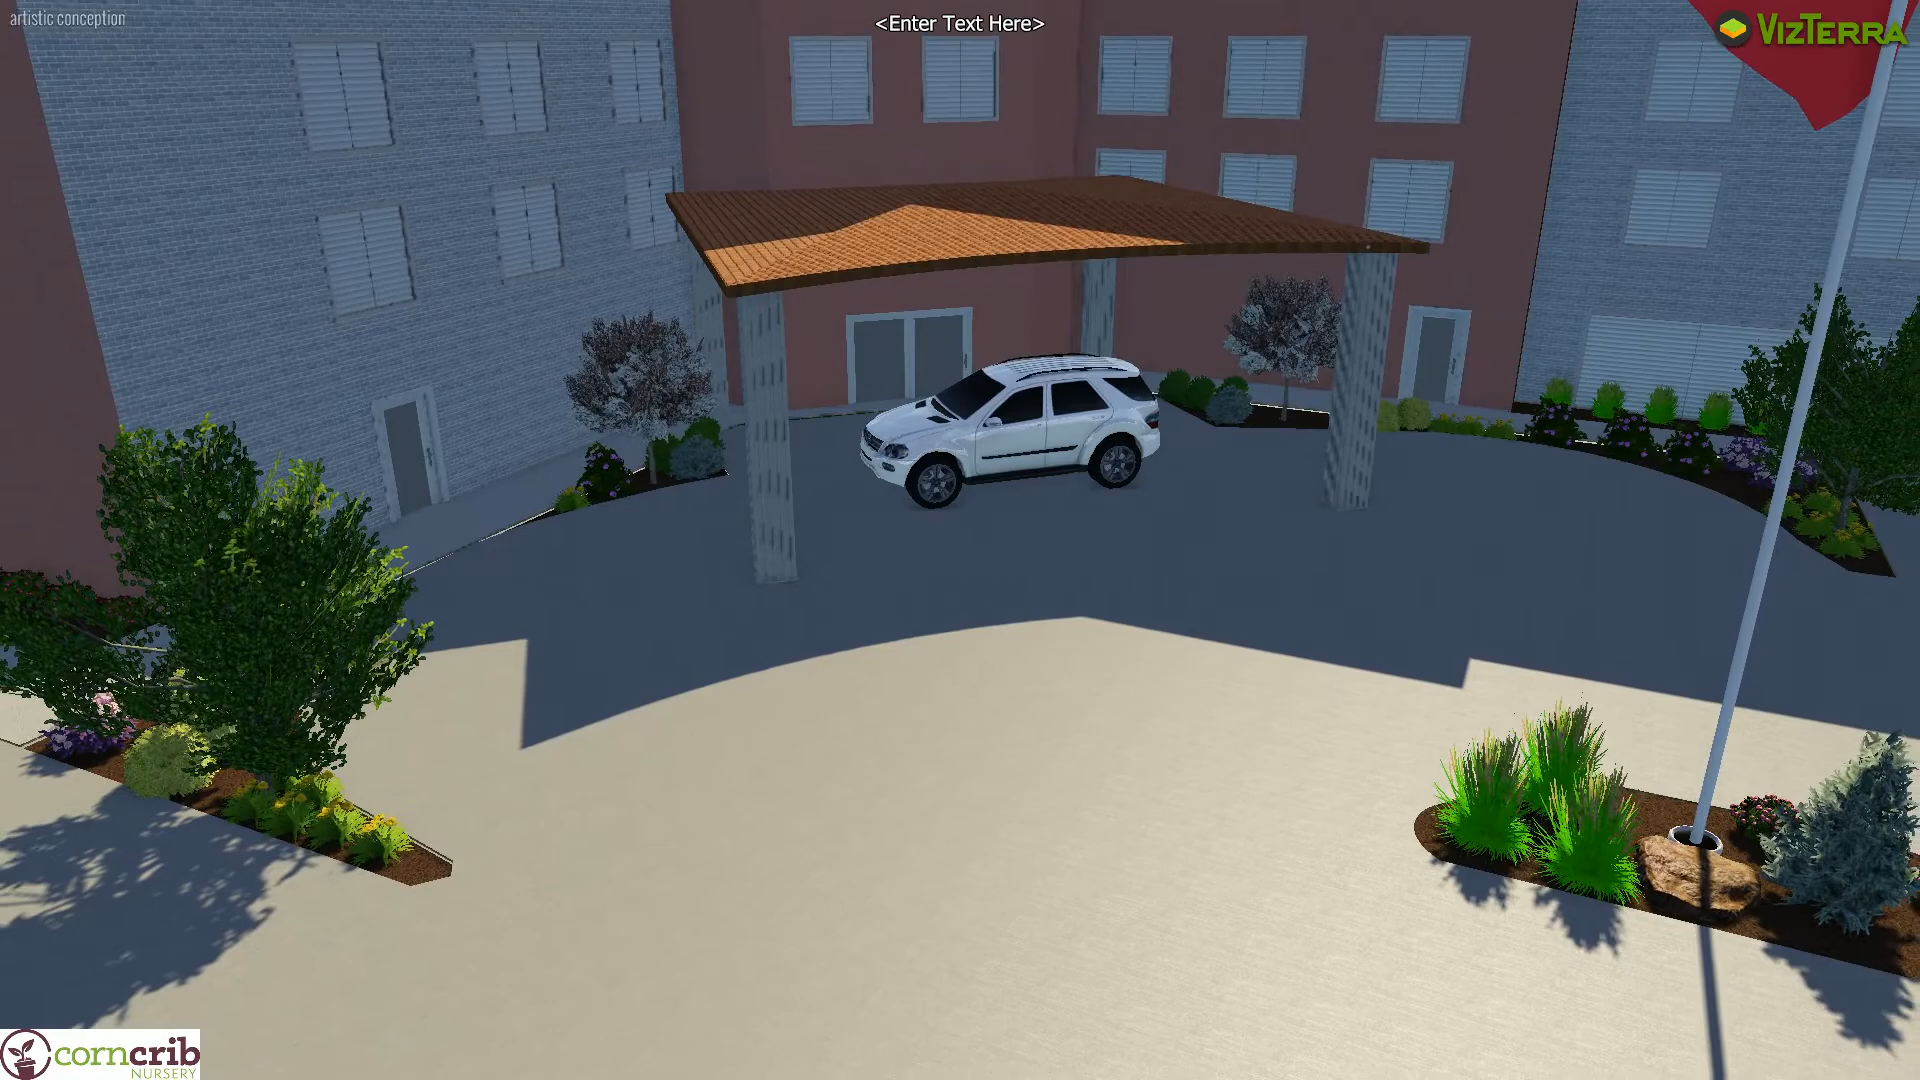 artistic conception
<Enter Text Here>
VIZTERRA
corncrib
NURSERY